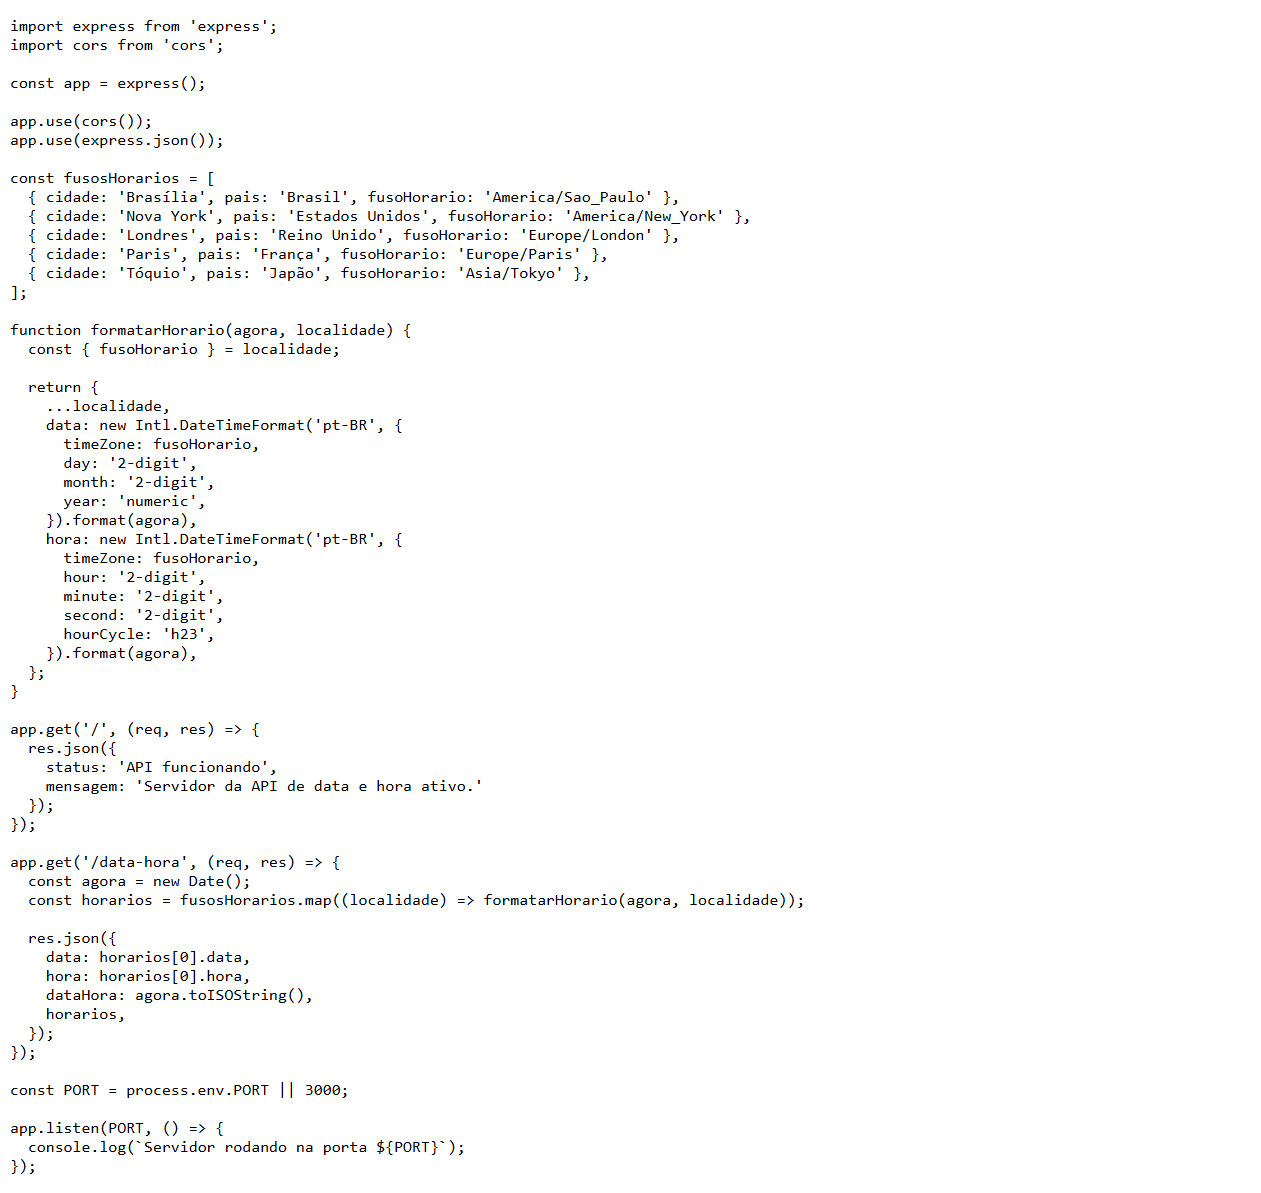 import express from 'express';
import cors from 'cors';

const app = express();

app.use(cors());
app.use(express.json());

const fusosHorarios = [
  { cidade: 'Brasília', pais: 'Brasil', fusoHorario: 'America/Sao_Paulo' },
  { cidade: 'Nova York', pais: 'Estados Unidos', fusoHorario: 'America/New_York' },
  { cidade: 'Londres', pais: 'Reino Unido', fusoHorario: 'Europe/London' },
  { cidade: 'Paris', pais: 'França', fusoHorario: 'Europe/Paris' },
  { cidade: 'Tóquio', pais: 'Japão', fusoHorario: 'Asia/Tokyo' },
];

function formatarHorario(agora, localidade) {
  const { fusoHorario } = localidade;

  return {
    ...localidade,
    data: new Intl.DateTimeFormat('pt-BR', {
      timeZone: fusoHorario,
      day: '2-digit',
      month: '2-digit',
      year: 'numeric',
    }).format(agora),
    hora: new Intl.DateTimeFormat('pt-BR', {
      timeZone: fusoHorario,
      hour: '2-digit',
      minute: '2-digit',
      second: '2-digit',
      hourCycle: 'h23',
    }).format(agora),
  };
}

app.get('/', (req, res) => {
  res.json({
    status: 'API funcionando',
    mensagem: 'Servidor da API de data e hora ativo.'
  });
});

app.get('/data-hora', (req, res) => {
  const agora = new Date();
  const horarios = fusosHorarios.map((localidade) => formatarHorario(agora, localidade));

  res.json({
    data: horarios[0].data,
    hora: horarios[0].hora,
    dataHora: agora.toISOString(),
    horarios,
  });
});

const PORT = process.env.PORT || 3000;

app.listen(PORT, () => {
  console.log(`Servidor rodando na porta ${PORT}`);
});